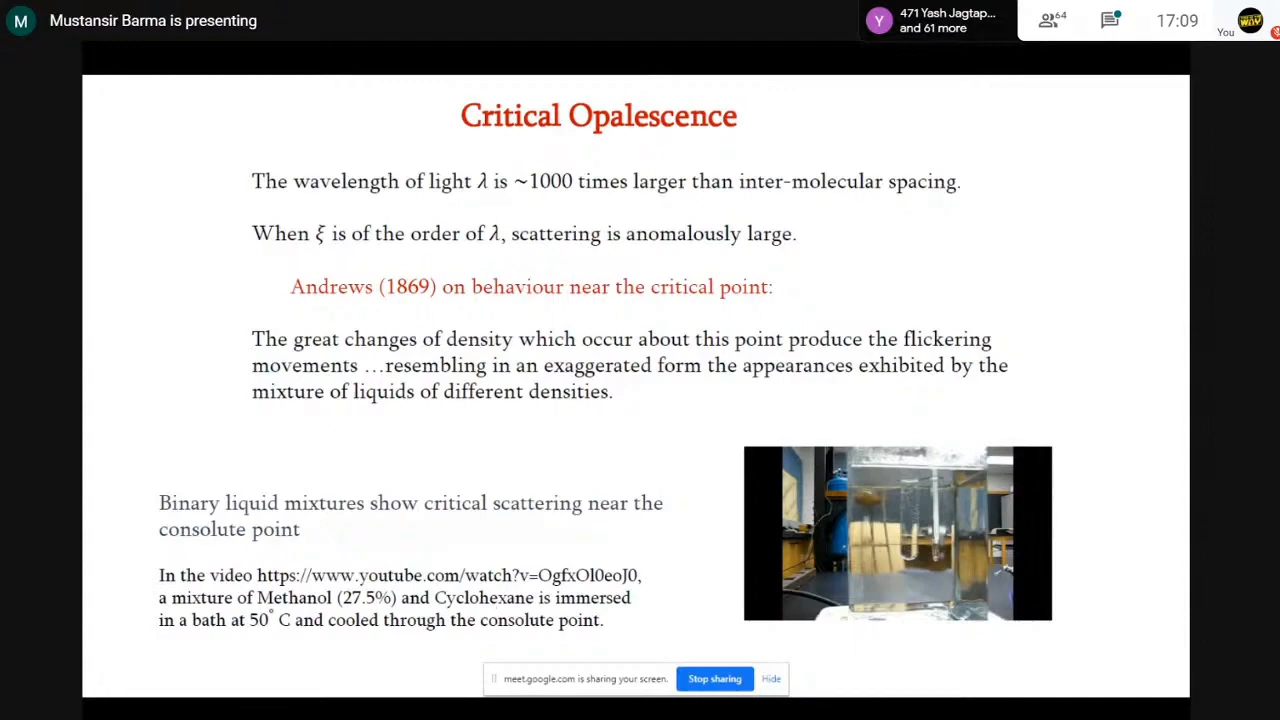 M Mustansir Barma is presenting
Y 471 Yash Jagtap...
and 61 more
64
17:09
You
Critical Opalescence
The wavelength of light λ is ~1000 times larger than inter-molecular spacing.
When ξ is of the order of λ, scattering is anomalously large.
Andrews (1869) on behaviour near the critical point:
The great changes of density which occur about this point produce the flickering
movements ...resembling in an exaggerated form the appearances exhibited by the
mixture of liquids of different densities.
Binary liquid mixtures show critical scattering near the
consolute point
In the video https://www.youtube.com/watch?v=OgfxOl0eoJ0,
a mixture of Methanol (27.5%) and Cyclohexane is immersed
in a bath at 50° C and cooled through the consolute point.
meet.google.com is sharing your screen. Stop sharing Hide